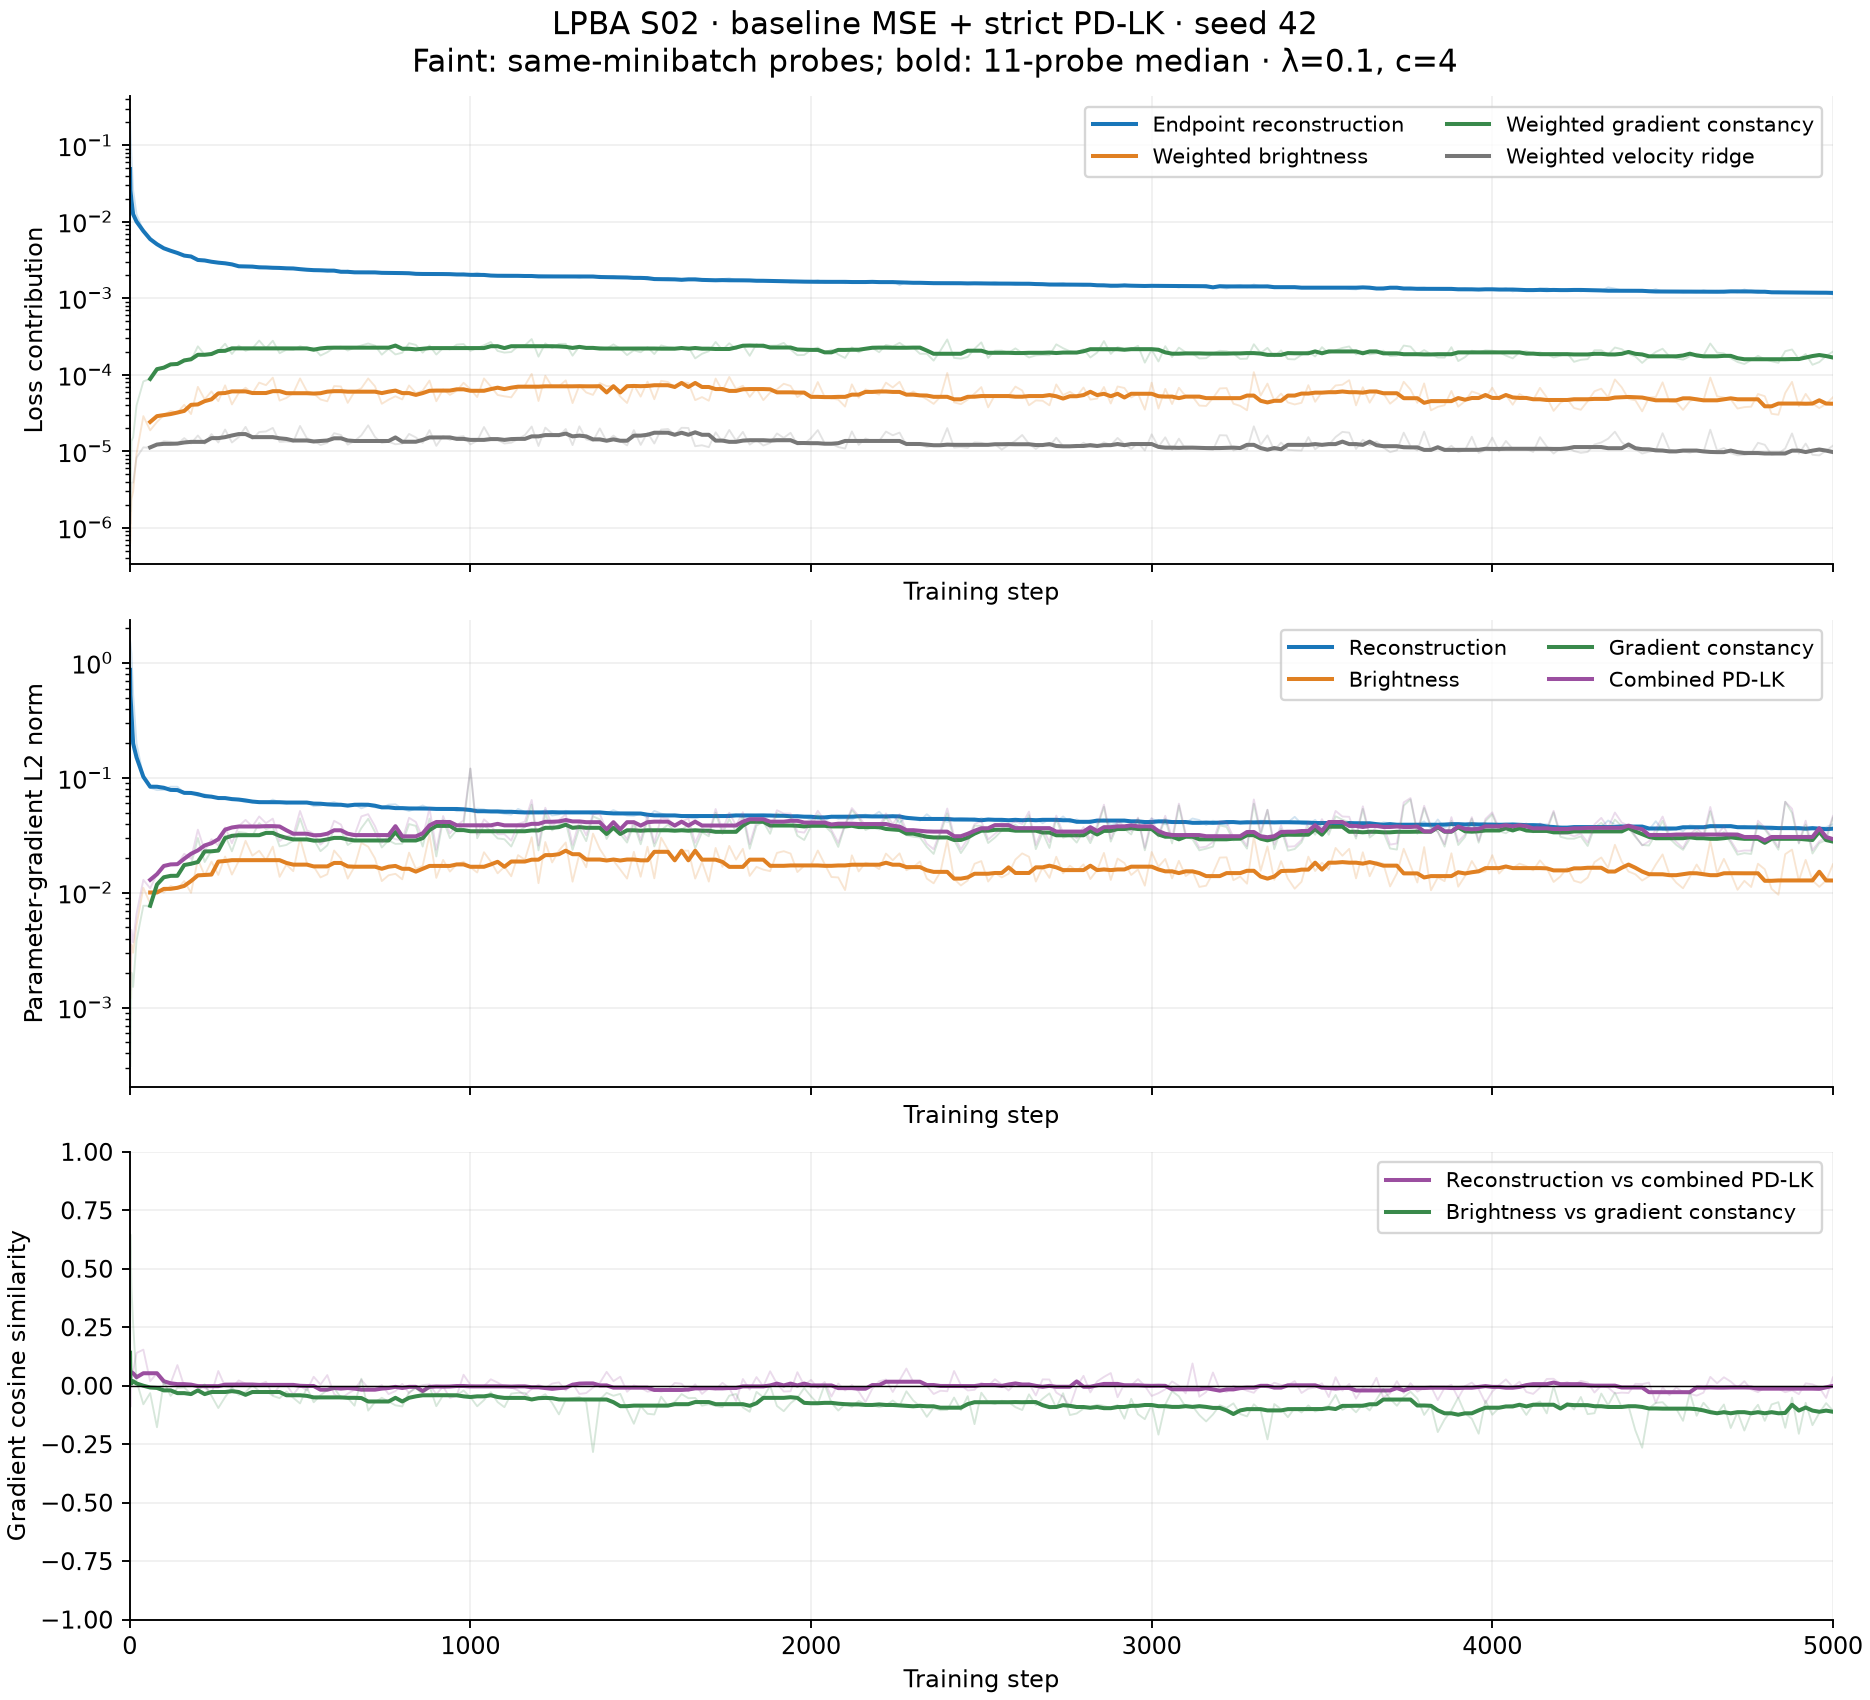 LPBA S02 · baseline MSE + strict PD-LK · seed 42
Faint: same-minibatch probes; bold: 11-probe median · λ=0.1, c=4
Loss contribution
10⁻¹
10⁻²
10⁻³
10⁻⁴
10⁻⁵
10⁻⁶
Endpoint reconstruction
Weighted brightness
Weighted gradient constancy
Weighted velocity ridge
Training step
Parameter-gradient L2 norm
10⁰
10⁻¹
10⁻²
10⁻³
Reconstruction
Brightness
Gradient constancy
Combined PD-LK
Training step
Gradient cosine similarity
1.00
0.75
0.50
0.25
0.00
−0.25
−0.50
−0.75
−1.00
Reconstruction vs combined PD-LK
Brightness vs gradient constancy
0 1000 2000 3000 4000 5000
Training step